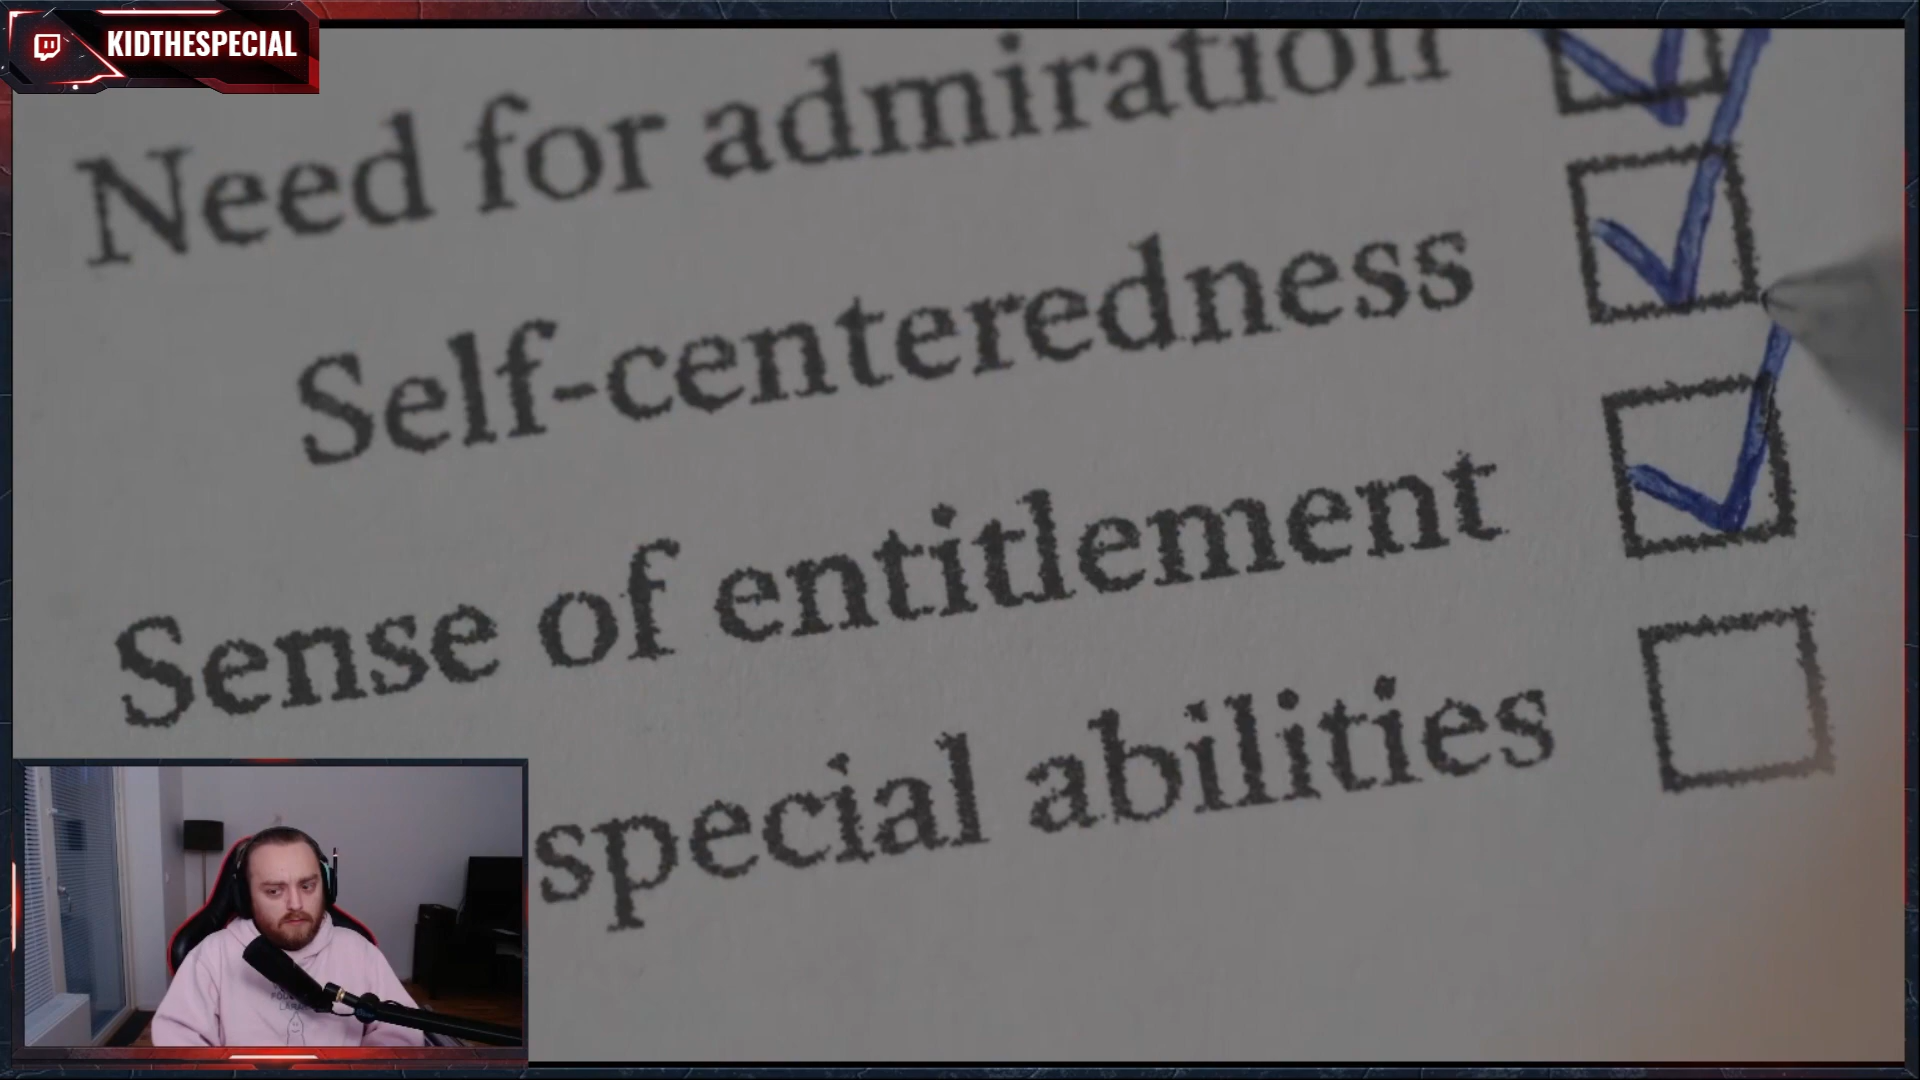 KIDTHESPECIAL
Need for admiration
Self-centeredness
Sense of entitlement
special abilities